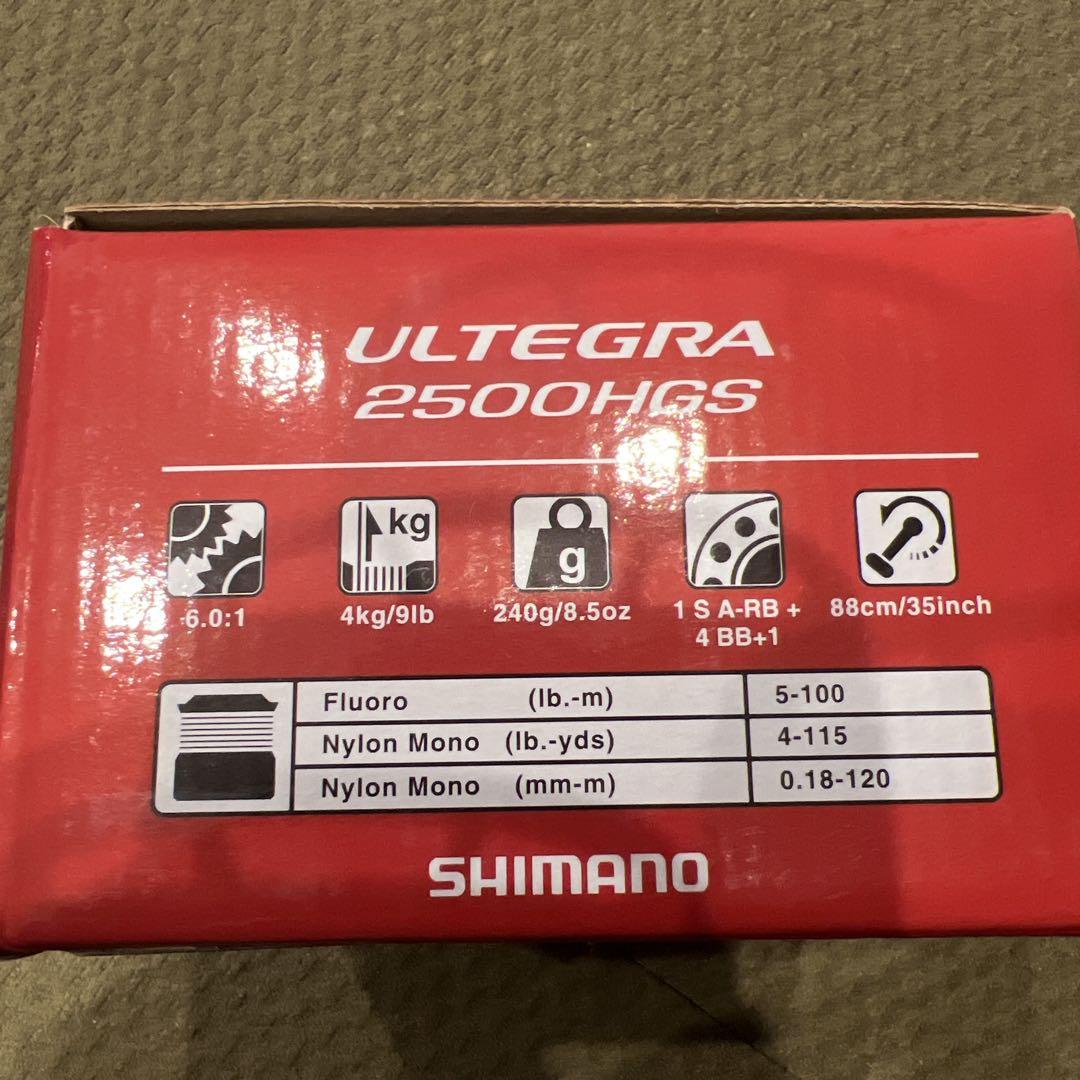 ULTEGRA
2500HGS
kg
g
6.0:1
4kg/9lb
240g/8.5oz
1 S A-RB +
4 BB+1
88cm/35inch
Fluoro (lb.-m) 5-100
Nylon Mono (lb.-yds) 4-115
Nylon Mono (mm-m) 0.18-120
SHIMANO